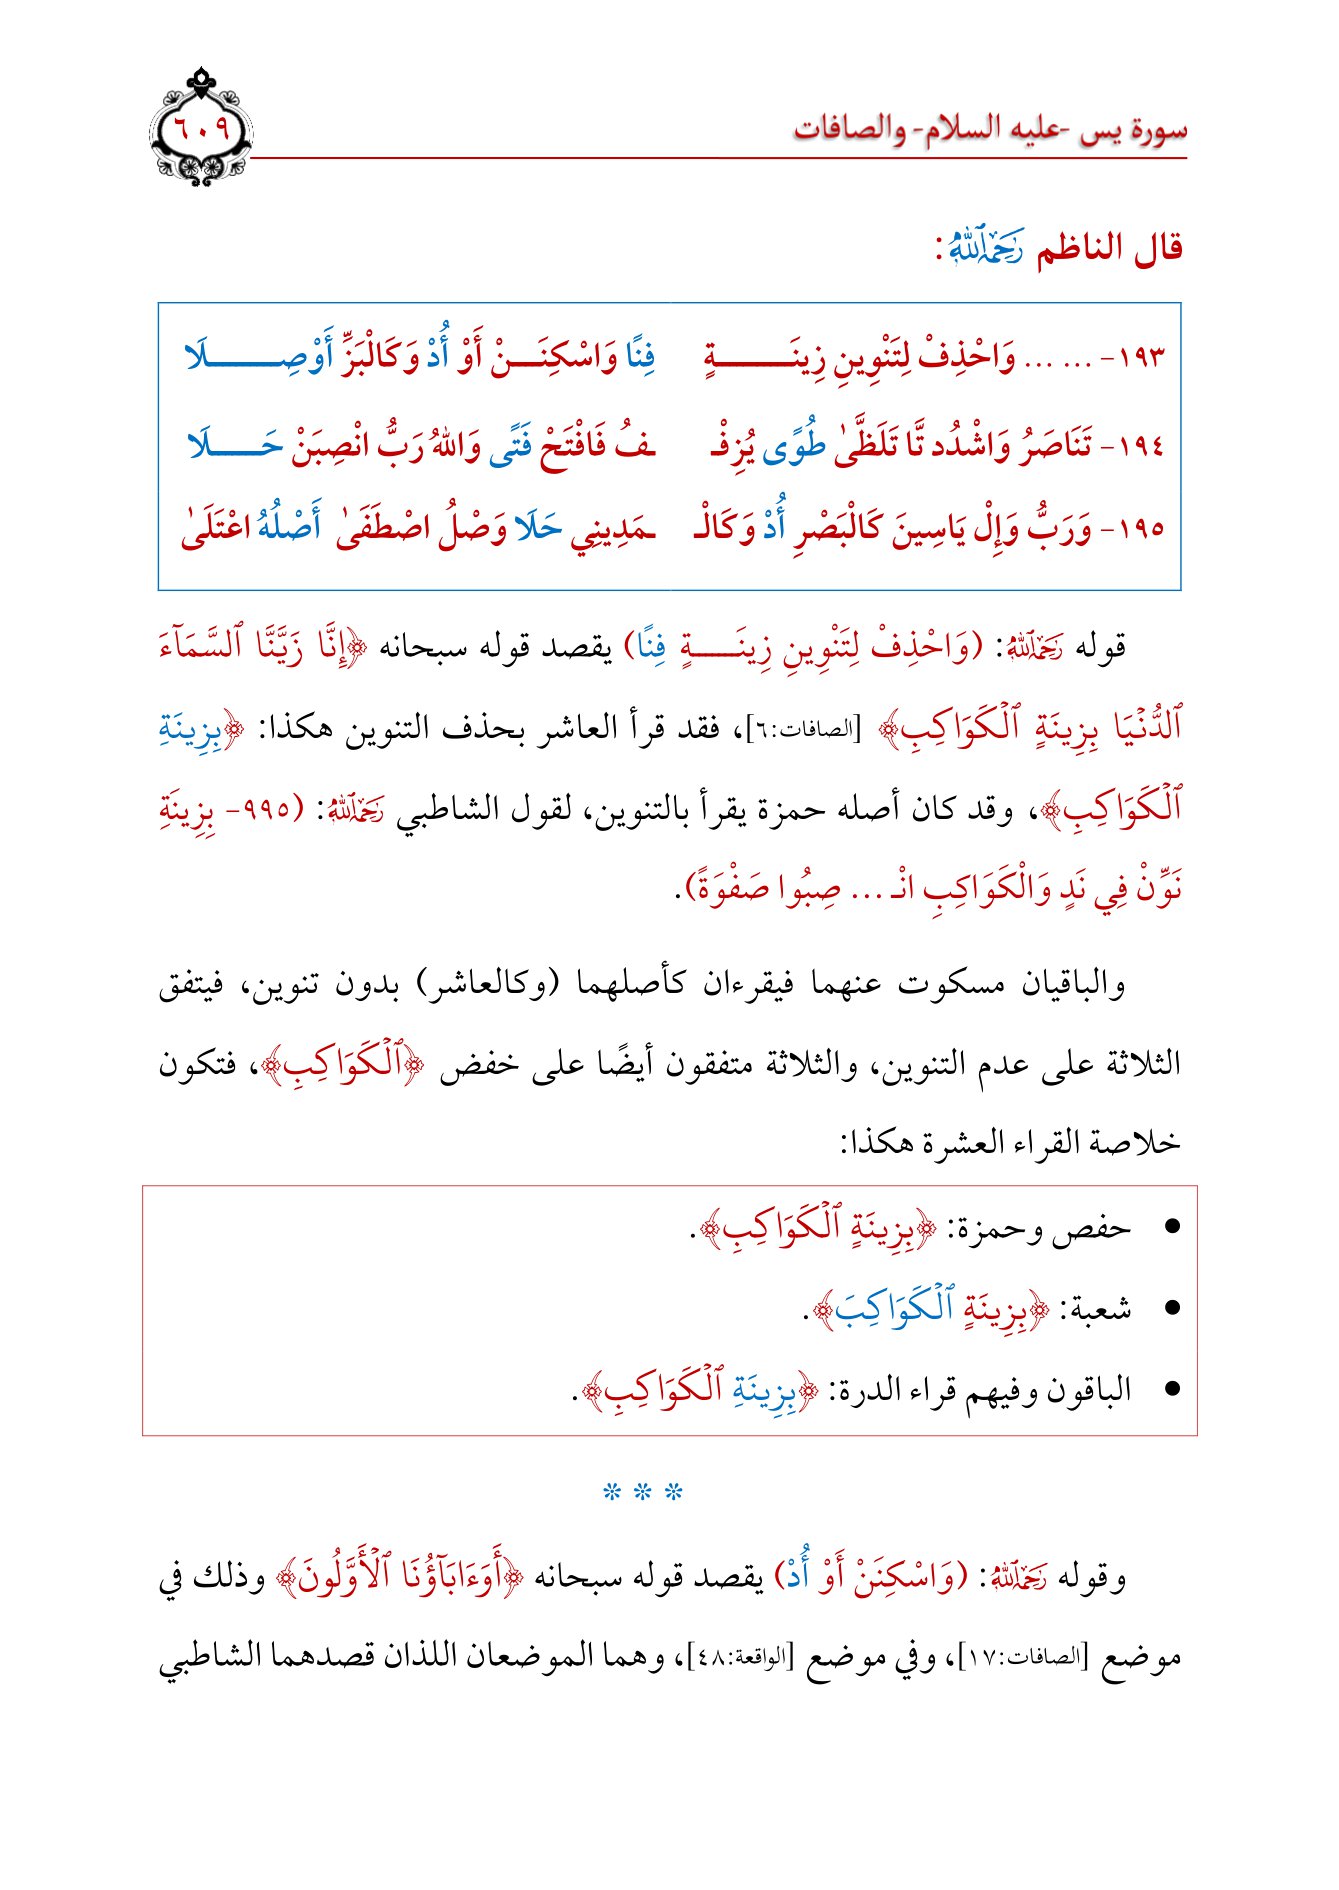 سورة يس -عليه السلام- والصافات
٦٠٩
قال الناظم رَحِمَهُ ٱللَّهُ:
١٩٣- ... ... وَاحْذِفْ لِتَنْوِينِ زِينَـــــــــةٍ فِنًا وَاسْكِنَـــنْ أَوْ أُدْ وَكَالْبَزِّ أَوْصِـــــــــلَا
١٩٤- تَنَاصَرُ وَاشْدُد تَّا تَلَظَّىٰ طُوًى يُزِفْـ ـفُ فَافْتَحْ فَتًى وَاللهُ رَبُّ انْصِبَنْ حَـــــلَا
١٩٥- وَرَبُّ وَإِلْ يَاسِينَ كَالْبَصْرِ أُدْ وَكَالْـ ـمَدِينِي حَلَا وَصْلُ اصْطَفَىٰ أَصْلُهُ اعْتَلَىٰ
قوله رَحِمَهُ ٱللَّهُ: (وَاحْذِفْ لِتَنْوِينِ زِينَـــــةٍ فِنًا) يقصد قوله سبحانه ﴿إِنَّا زَيَّنَّا ٱلسَّمَآءَ
ٱلدُّنۡيَا بِزِينَةٍ ٱلۡكَوَاكِبِ﴾ [الصافات:٦]، فقد قرأ العاشر بحذف التنوين هكذا: ﴿بِزِينَةِ
ٱلۡكَوَاكِبِ﴾، وقد كان أصله حمزة يقرأ بالتنوين، لقول الشاطبي رَحِمَهُ ٱللَّهُ: (٩٩٥- بِزِينَةِ
نَوِّنْ فِي نَدٍ وَالْكَوَاكِبِ انْـ ... صِبُوا صَفْوَةً).
والباقيان مسكوت عنهما فيقرءان كأصلهما (وكالعاشر) بدون تنوين، فيتفق
الثلاثة على عدم التنوين، والثلاثة متفقون أيضًا على خفض ﴿ٱلۡكَوَاكِبِ﴾، فتكون
خلاصة القراء العشرة هكذا:
• حفص وحمزة: ﴿بِزِينَةٍ ٱلۡكَوَاكِبِ﴾.
• شعبة: ﴿بِزِينَةٍ ٱلۡكَوَاكِبَ﴾.
• الباقون وفيهم قراء الدرة: ﴿بِزِينَةِ ٱلۡكَوَاكِبِ﴾.
* * *
وقوله رَحِمَهُ ٱللَّهُ: (وَاسْكِنَنْ أَوْ أُدْ) يقصد قوله سبحانه ﴿أَوَءَابَآؤُنَا ٱلۡأَوَّلُونَ﴾ وذلك في
موضع [الصافات:١٧]، وفي موضع [الواقعة:٤٨]، وهما الموضعان اللذان قصدهما الشاطبي